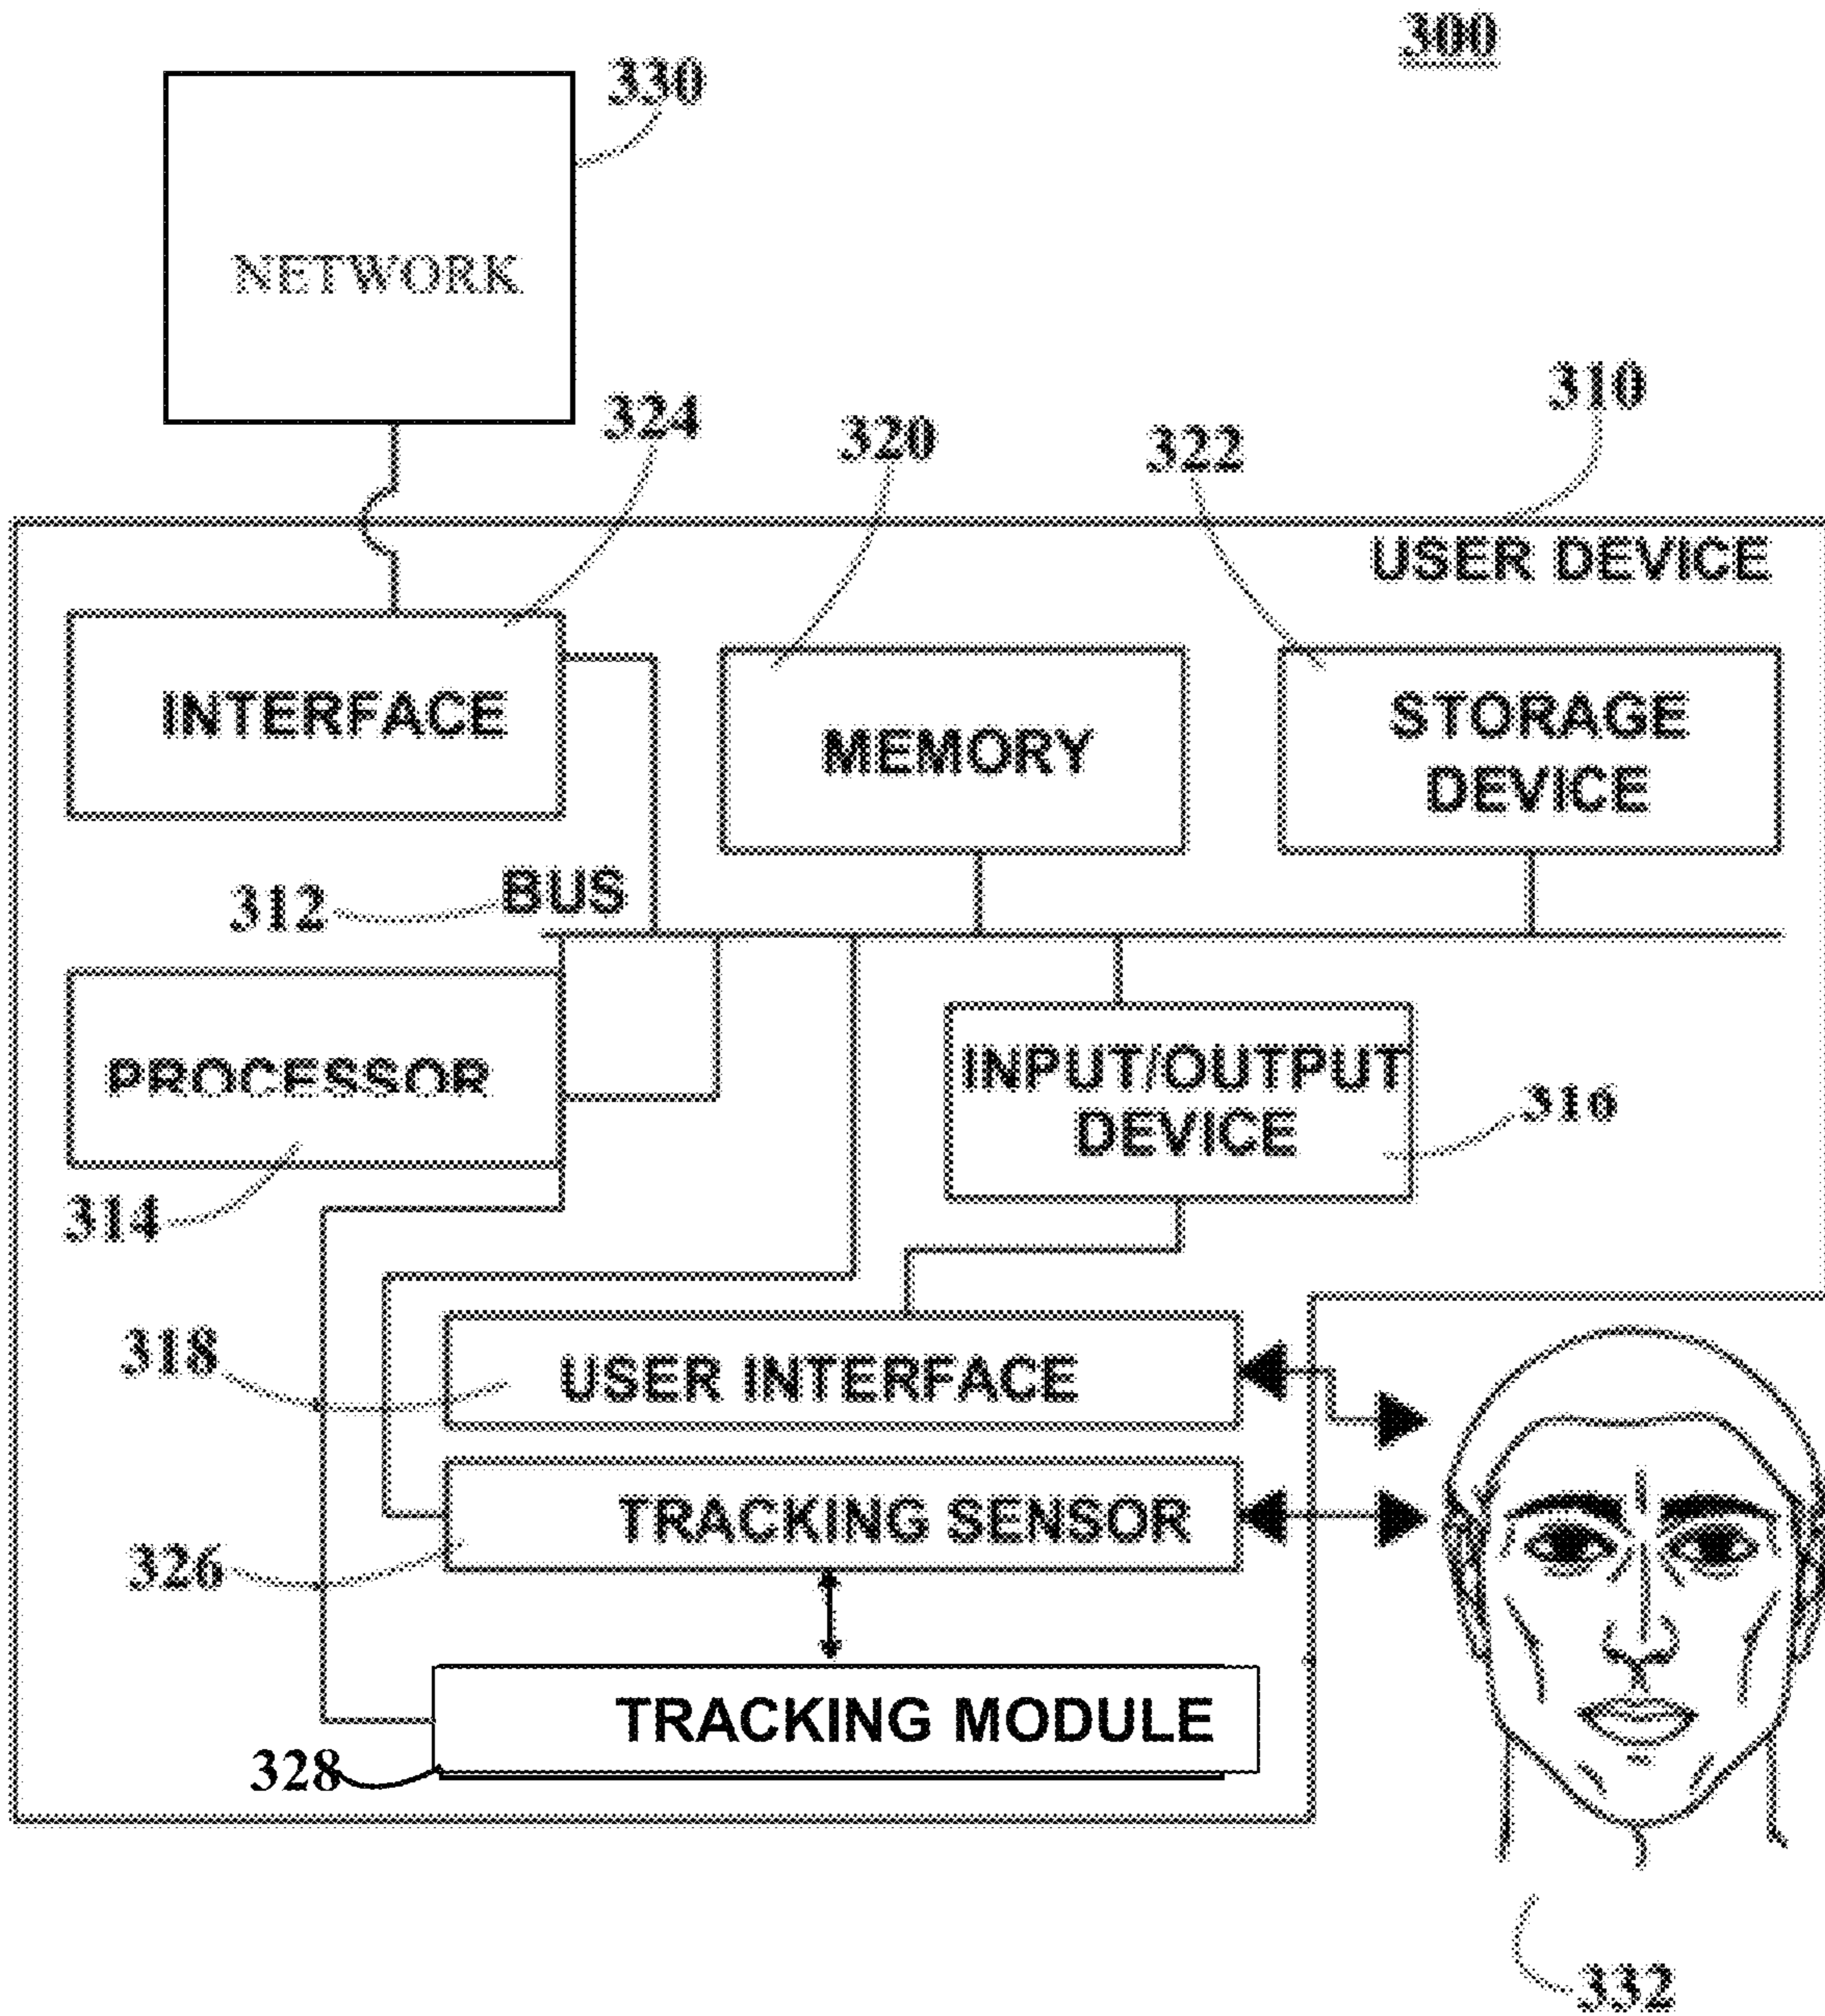 300
330
NETWORK
324
320
322
310
USER DEVICE
INTERFACE
MEMORY
STORAGE
DEVICE
312
BUS
PROCESSOR
INPUT/OUTPUT
DEVICE
316
314
318
USER INTERFACE
TRACKING SENSOR
326
TRACKING MODULE
328
332